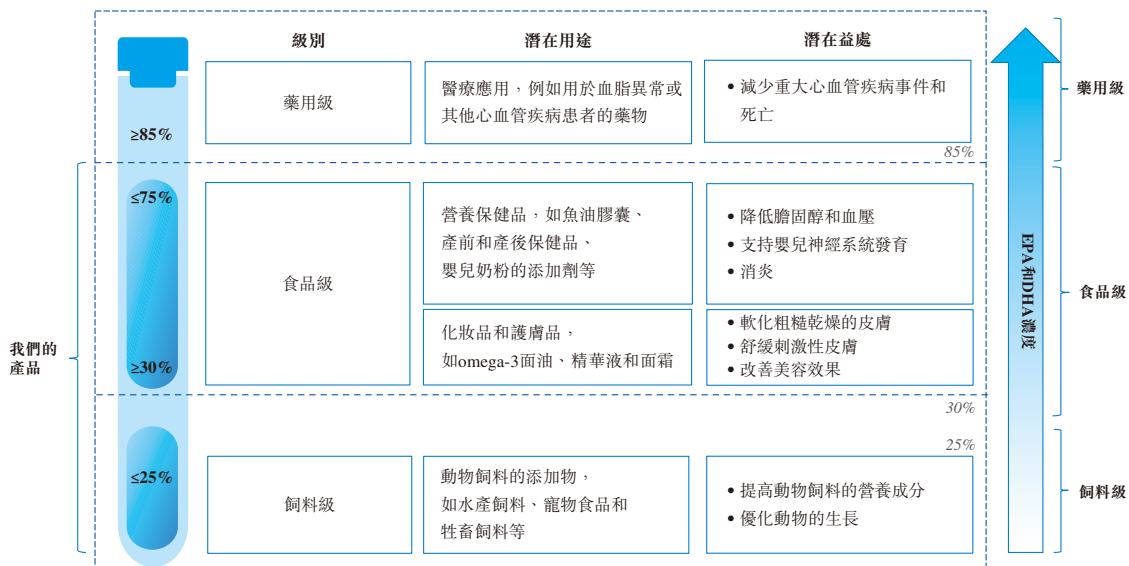 級別
潛在用途
潛在益處
藥用級
醫療應用，例如用於血脂異常或
其他心血管疾病患者的藥物
• 減少重大心血管疾病事件和
死亡
≥85%
85%
藥用級
≤75%
營養保健品，如魚油膠囊、
產前和產後保健品、
嬰兒奶粉的添加劑等
• 降低膽固醇和血壓
• 支持嬰兒神經系統發育
• 消炎
食品級
化妝品和護膚品，
如omega-3面油、精華液和面霜
• 軟化粗糙乾燥的皮膚
• 舒緩刺激性皮膚
• 改善美容效果
≥30%
我們的
產品
EPA和DHA濃度
食品級
30%
25%
≤25%
飼料級
動物飼料的添加物，
如水產飼料、寵物食品和
牲畜飼料等
• 提高動物飼料的營養成分
• 優化動物的生長
飼料級